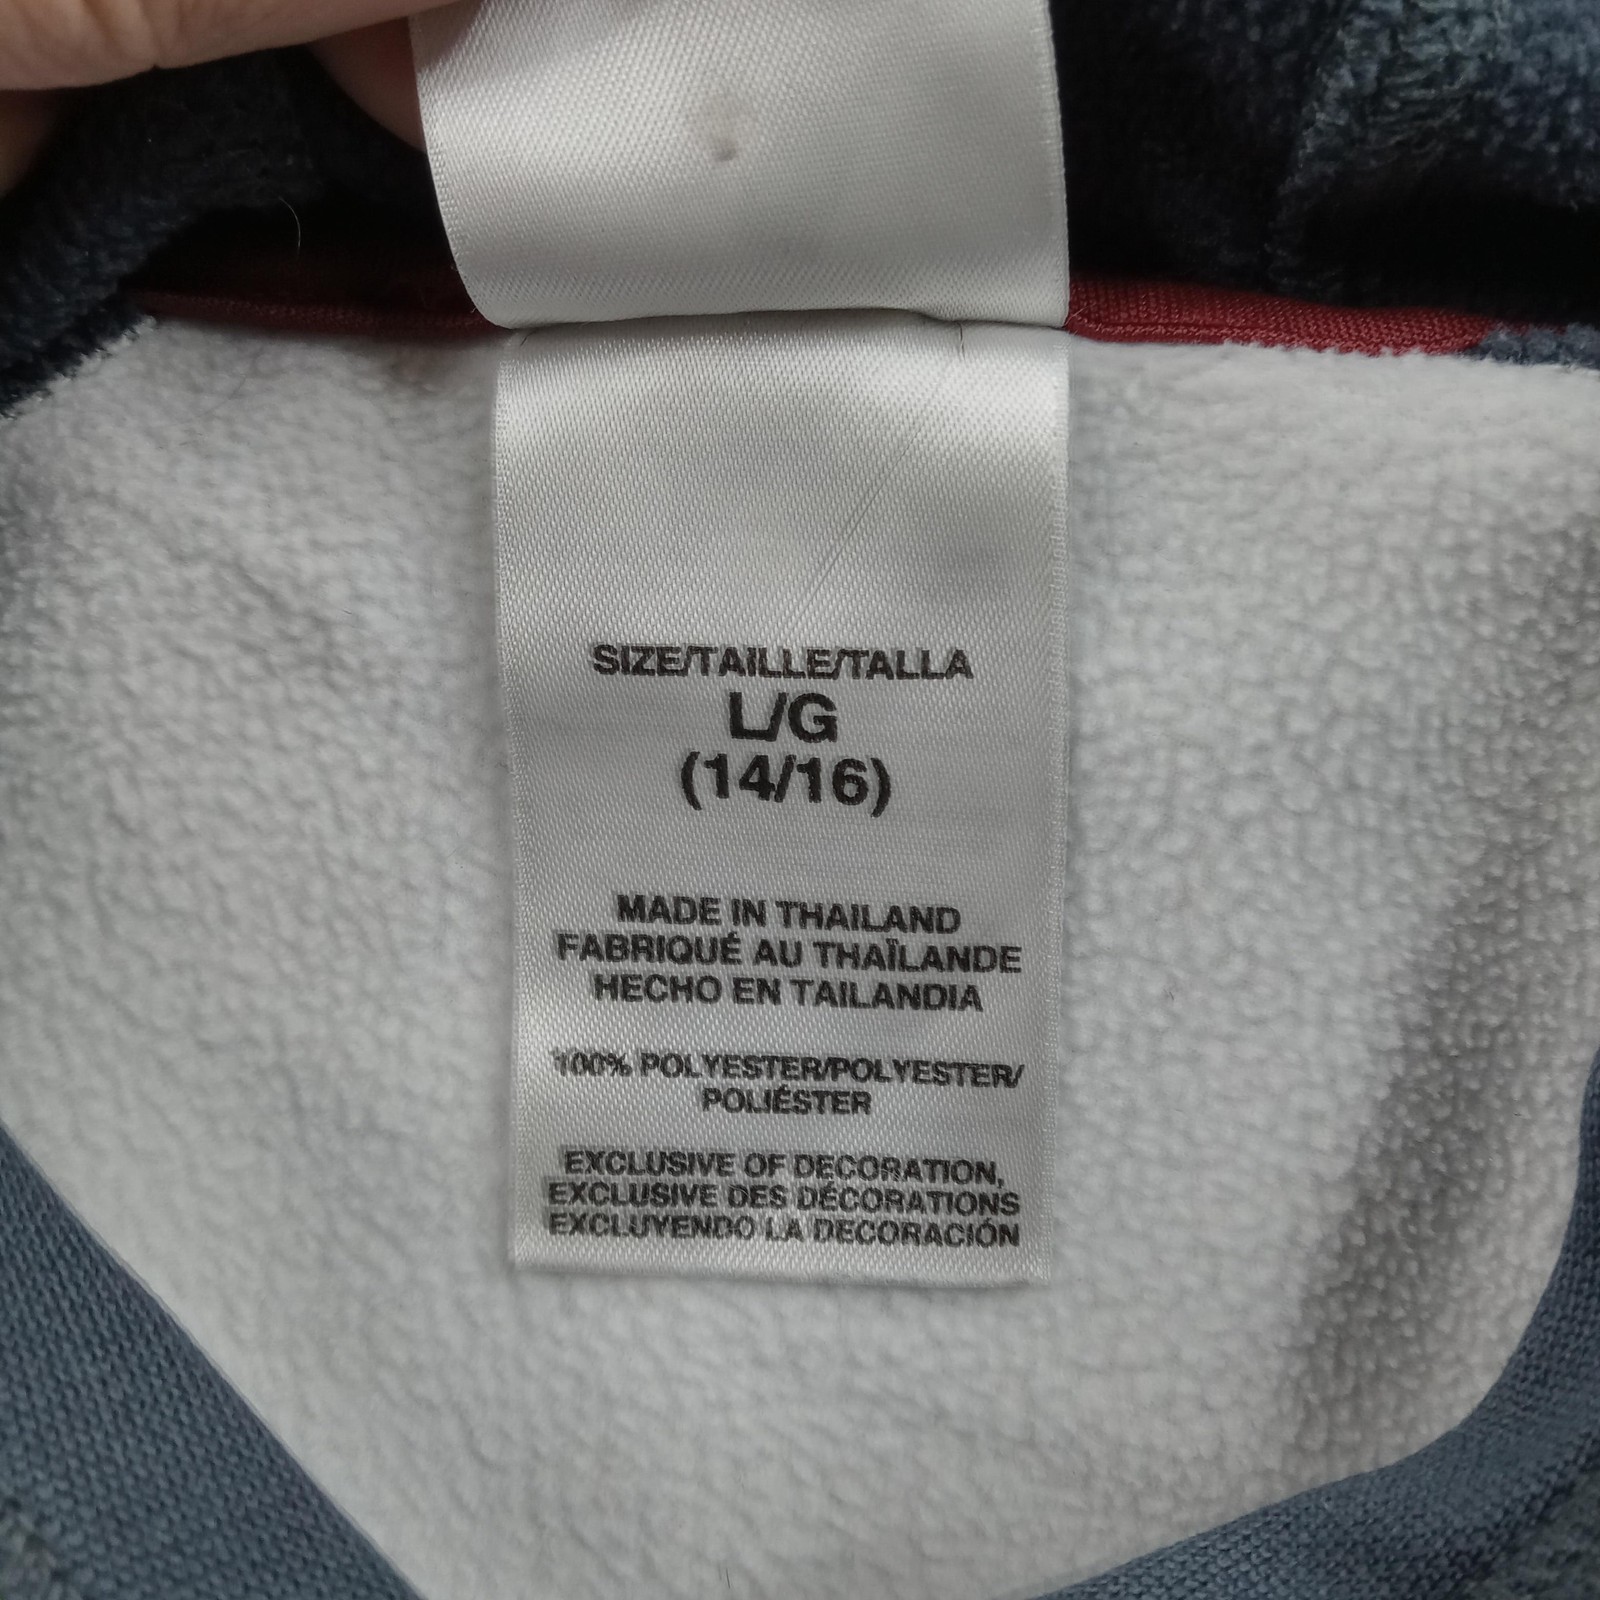 SIZE/TAILLE/TALLA
L/G
(14/16)
MADE IN THAILAND
FABRIQUÉ AU THAÏLANDE
HECHO EN TAILANDIA
100% POLYESTER/POLYESTER/
POLIÉSTER
EXCLUSIVE OF DECORATION,
EXCLUSIVE DES DÉCORATIONS
EXCLUYENDO LA DECORACIÓN